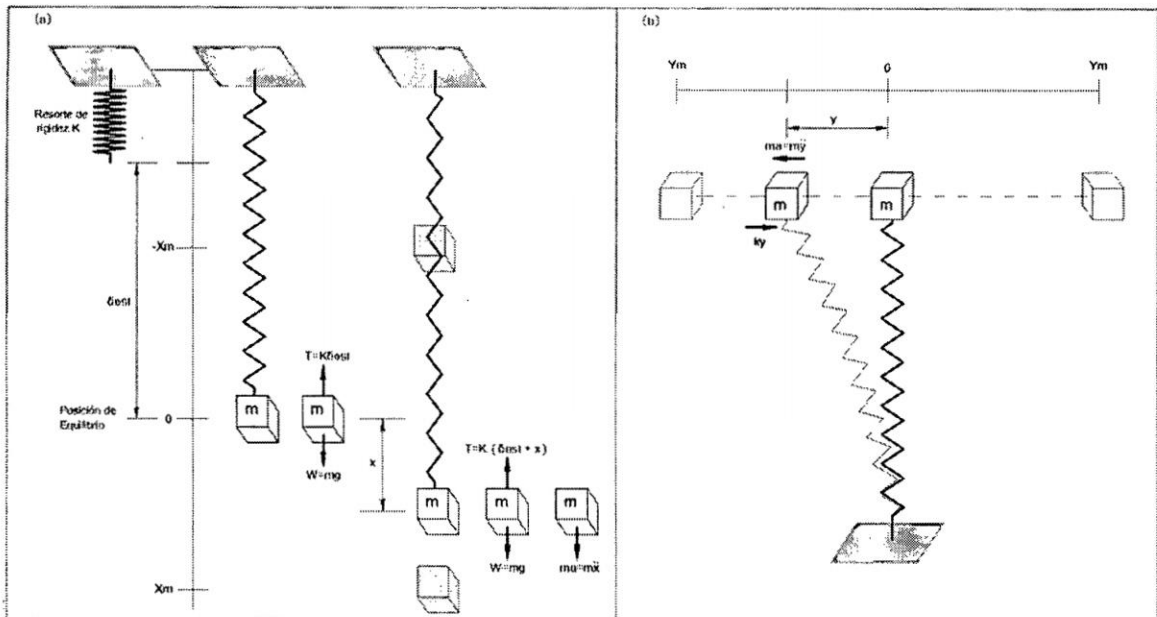 (a)
Resorte de
rigidez K
-Xm
δest
T=Kδest
Posición de
Equilibrio
0
m
m
W=mg
x
T=K (δest + x)
m
m
m
W=mg
ma=mẍ
Xm
(b)
Ym
0
Ym
y
ma=mÿ
m
m
ky